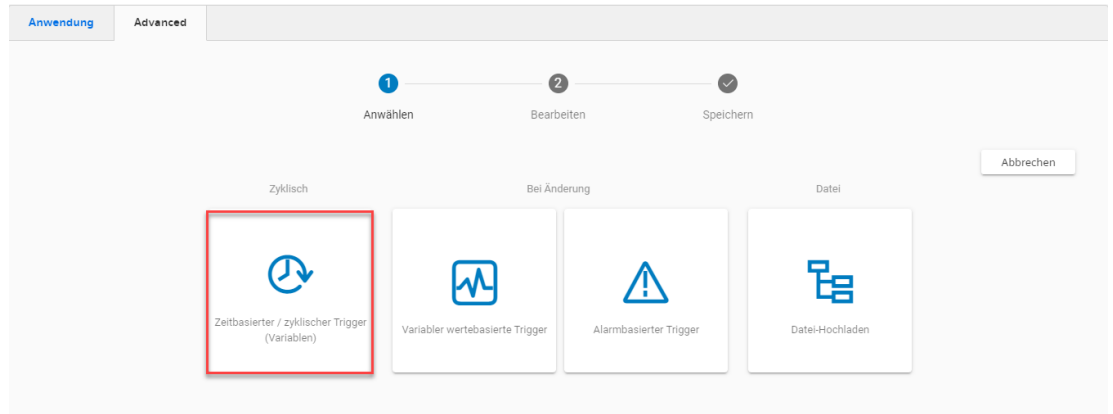 Anwendung Advanced
1 2
Anwählen Bearbeiten Speichern
Abbrechen
Zyklisch Bei Änderung Datei
Zeitbasierter / zyklischer Trigger
(Variablen)
Variabler wertebasierte Trigger
Alarmbasierter Trigger
Datei-Hochladen